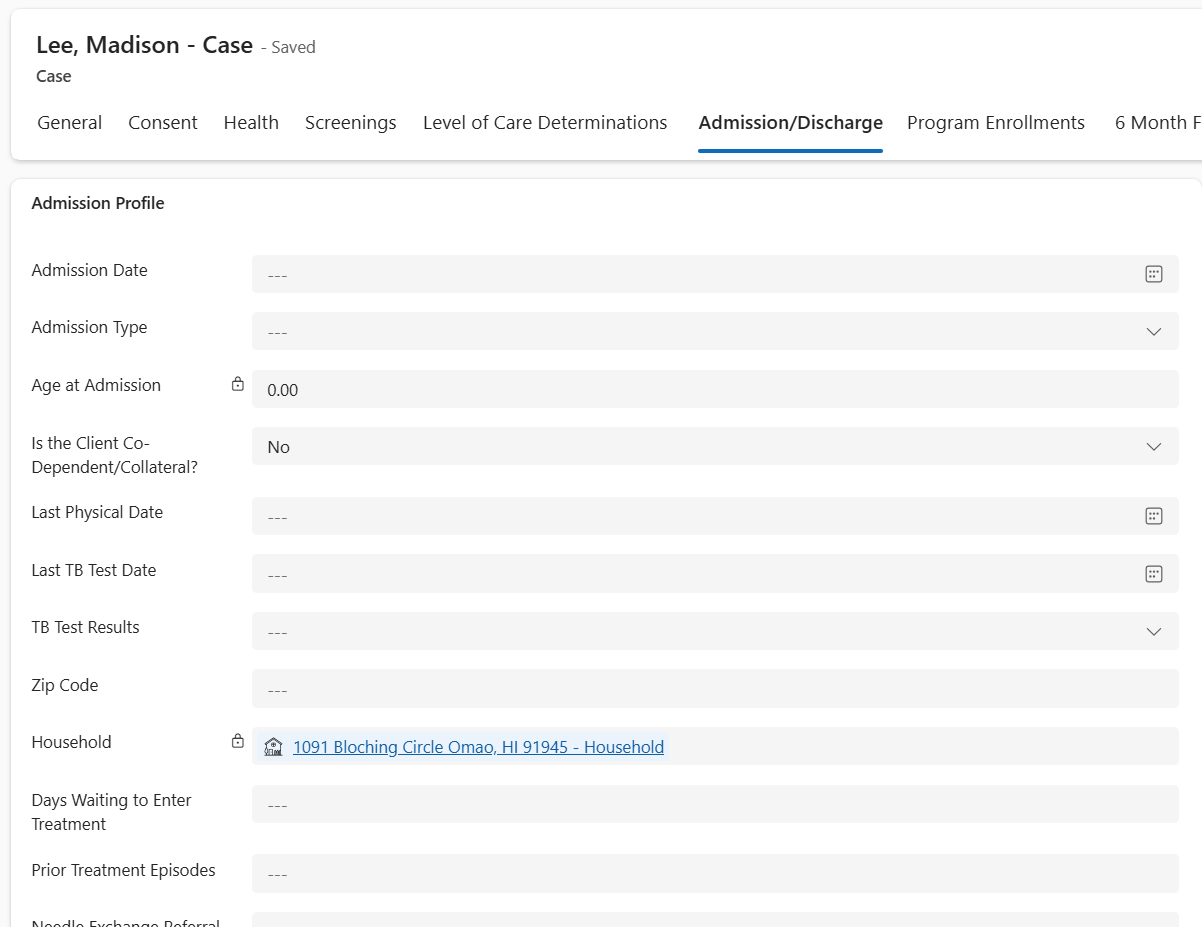 Lee, Madison - Case - Saved
Case
General Consent Health Screenings Level of Care Determinations Admission/Discharge Program Enrollments 6 Month F
Admission Profile
Admission Date ---
Admission Type ---
Age at Admission 0.00
Is the Client Co-
Dependent/Collateral? No
Last Physical Date ---
Last TB Test Date ---
TB Test Results ---
Zip Code ---
Household 1091 Bloching Circle Omao, HI 91945 - Household
Days Waiting to Enter
Treatment ---
Prior Treatment Episodes ---
Needle Exchange Referral